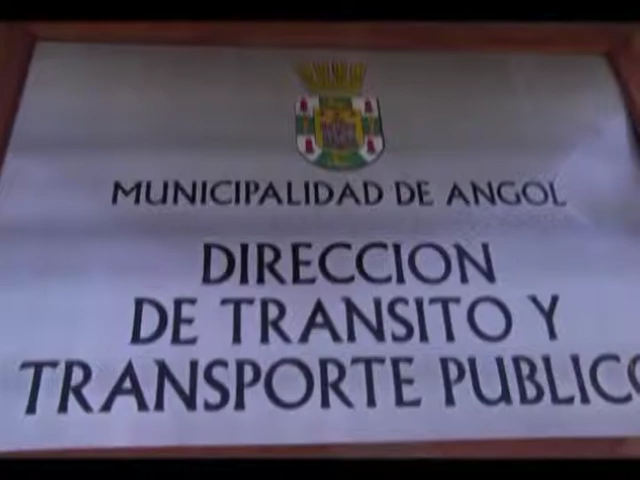 MUNICIPALIDAD DE ANGOL
DIRECCION
DE TRANSITO Y
TRANSPORTE PUBLICO